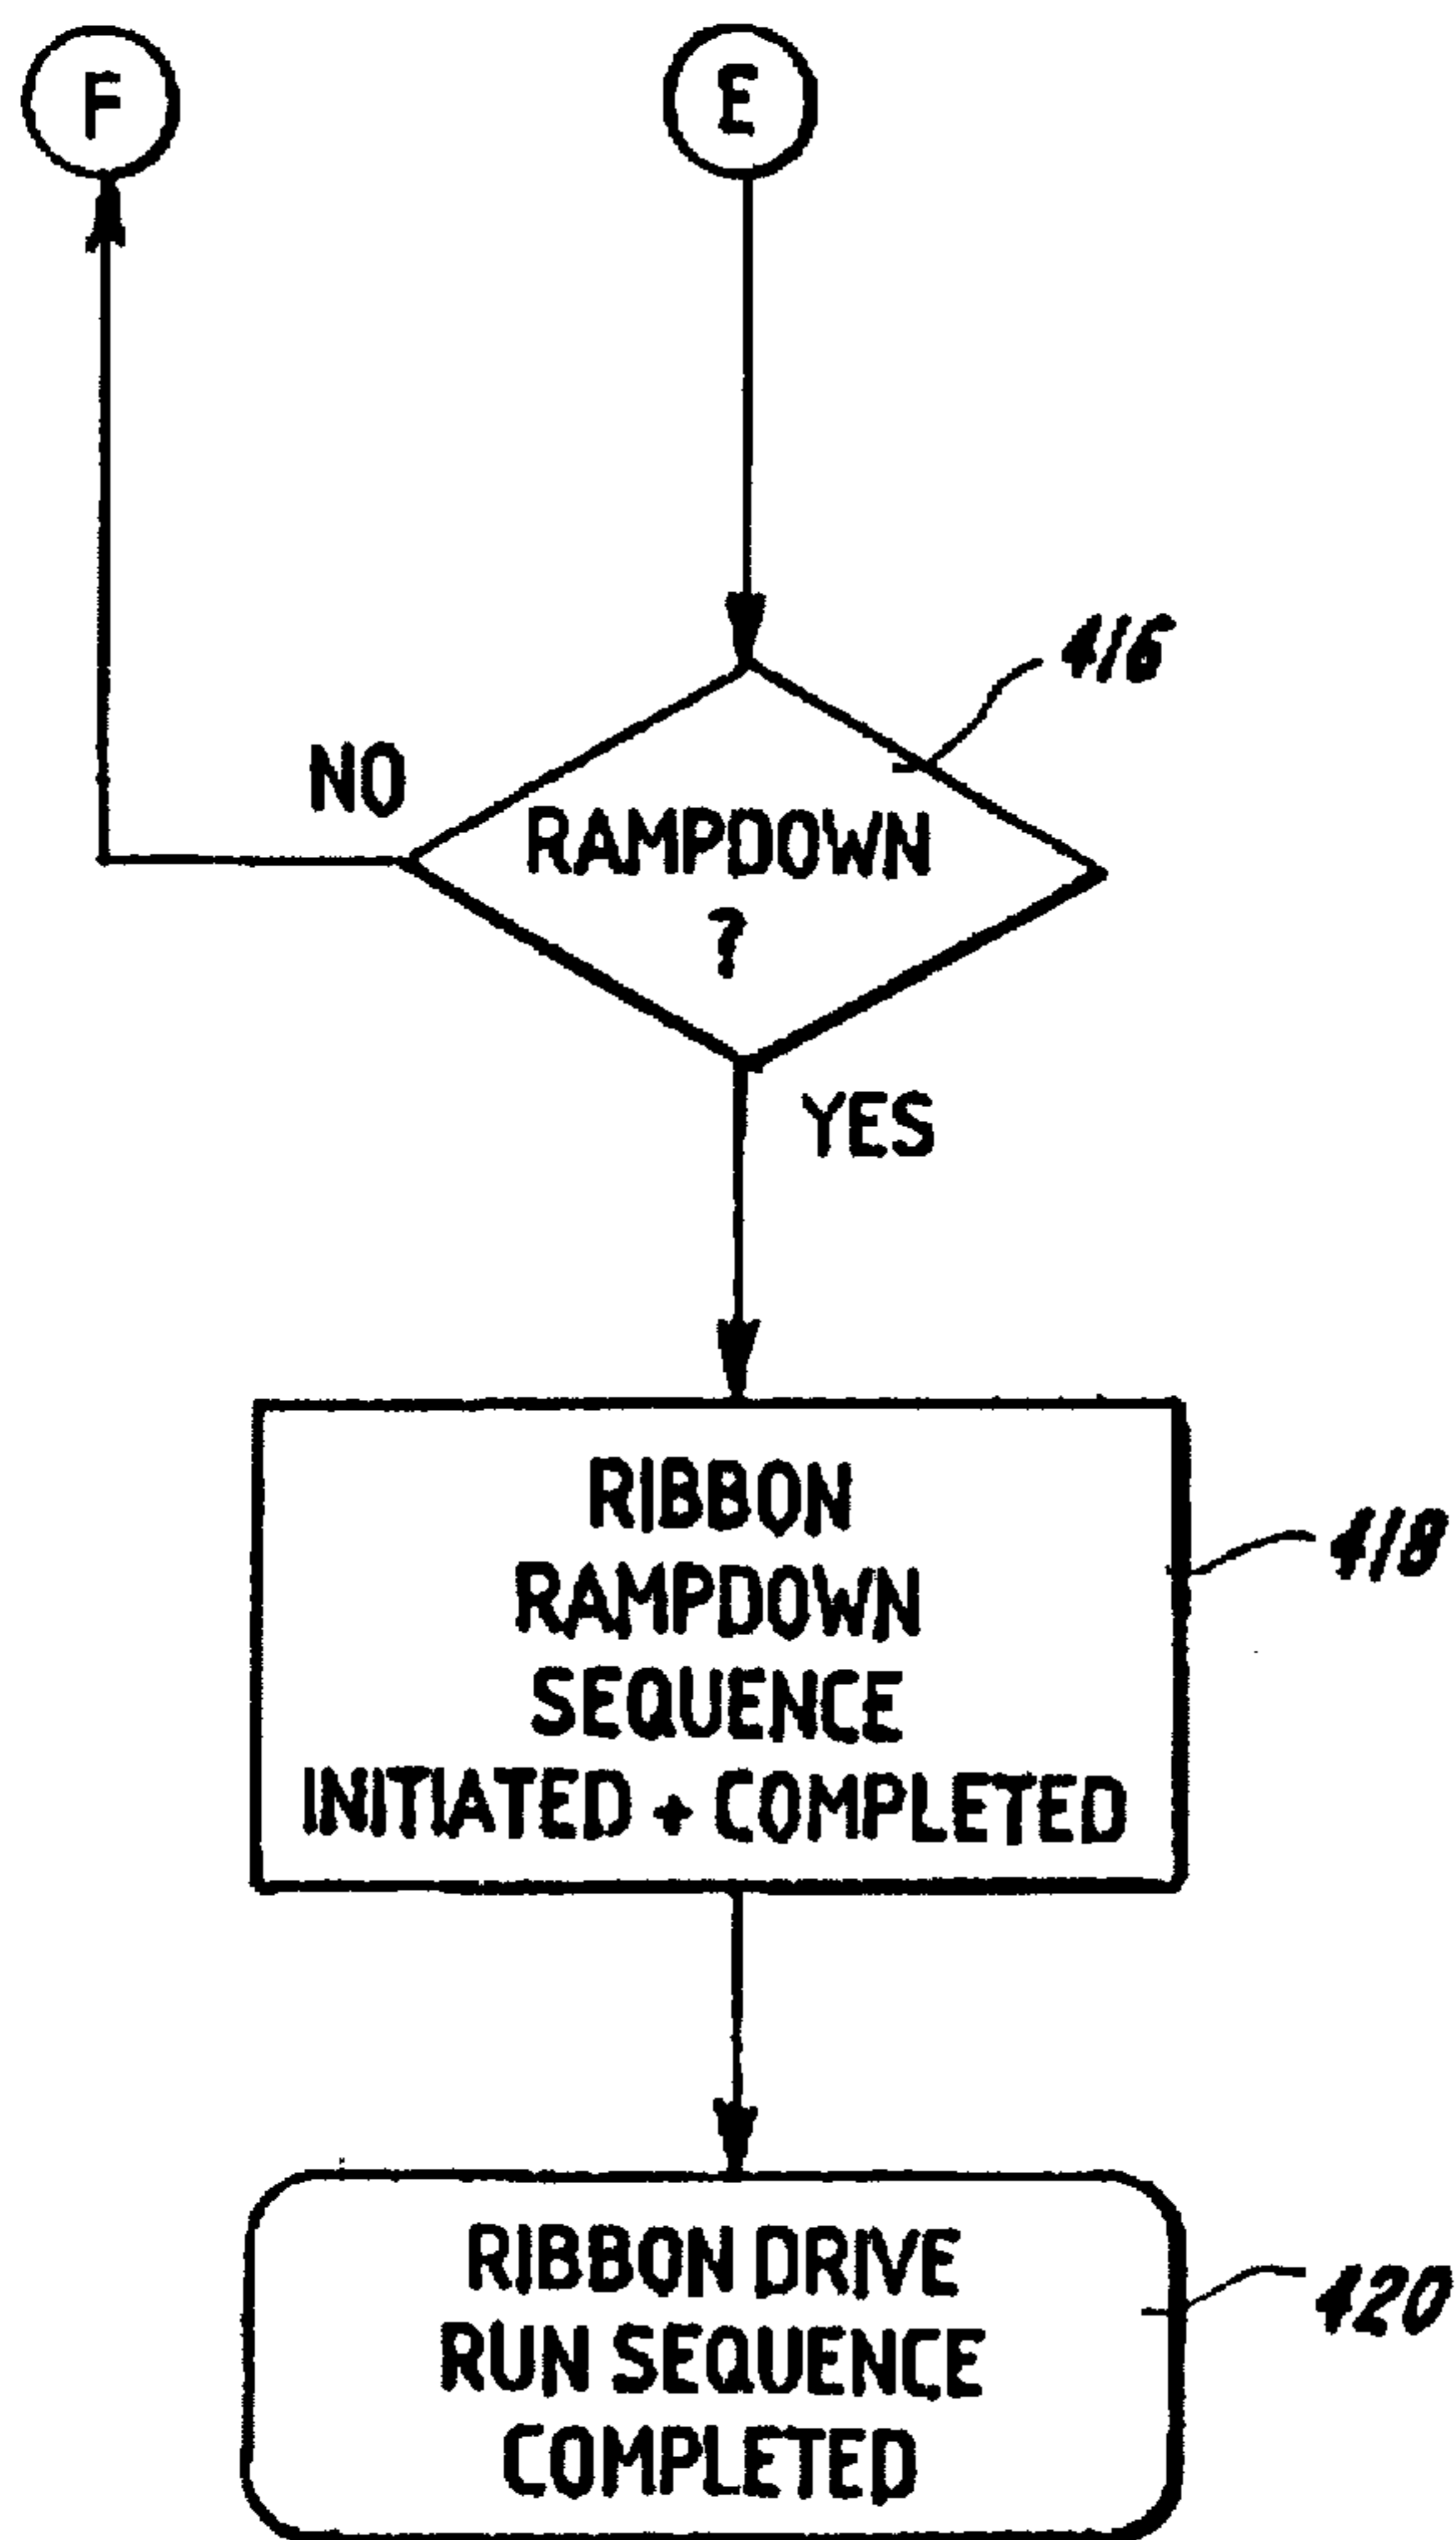 F
E
416
NO
RAMPDOWN
?
YES
RIBBON
RAMPDOWN
SEQUENCE
INITIATED + COMPLETED
418
RIBBON DRIVE
RUN SEQUENCE
COMPLETED
420